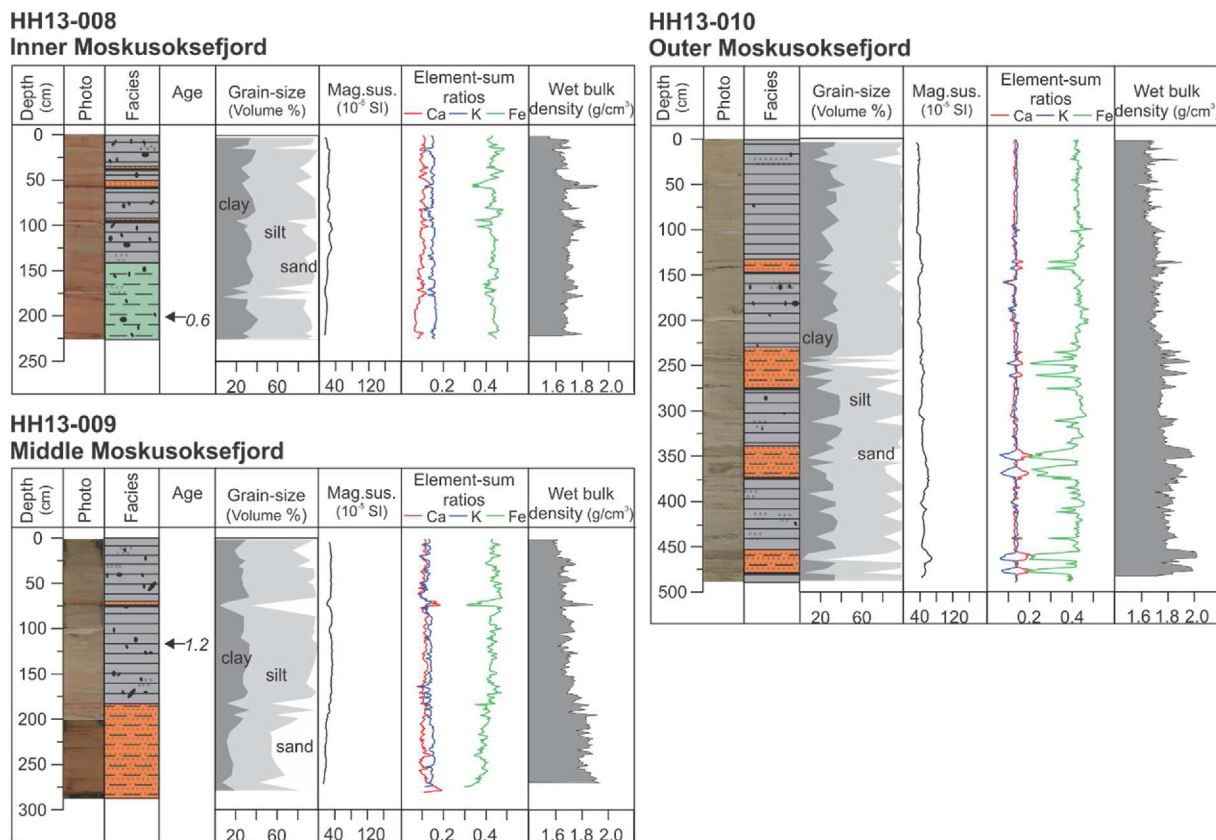 HH13-008
Inner Moskusoksefjord
Depth (cm)
Photo
Facies
Age
Grain-size
(Volume %)
Mag.sus.
(10⁻⁵ SI)
Element-sum
ratios
Ca K Fe
Wet bulk
density (g/cm³)
0
50
100
150
200
250
clay
silt
sand
0.6
20 60
40 120
0.2 0.4
1.6 1.8 2.0
HH13-009
Middle Moskusoksefjord
Depth (cm)
Photo
Facies
Age
Grain-size
(Volume %)
Mag.sus.
(10⁻⁵ SI)
Element-sum
ratios
Ca K Fe
Wet bulk
density (g/cm³)
0
50
100
150
200
250
300
1.2
clay
silt
sand
20 60
40 120
0.2 0.4
1.6 1.8 2.0
HH13-010
Outer Moskusoksefjord
Depth (cm)
Photo
Facies
Grain-size
(Volume %)
Mag.sus.
(10⁻⁵ SI)
Element-sum
ratios
Ca K Fe
Wet bulk
density (g/cm³)
0
50
100
150
200
250
300
350
400
450
500
clay
silt
sand
20 60
40 120
0.2 0.4
1.6 1.8 2.0